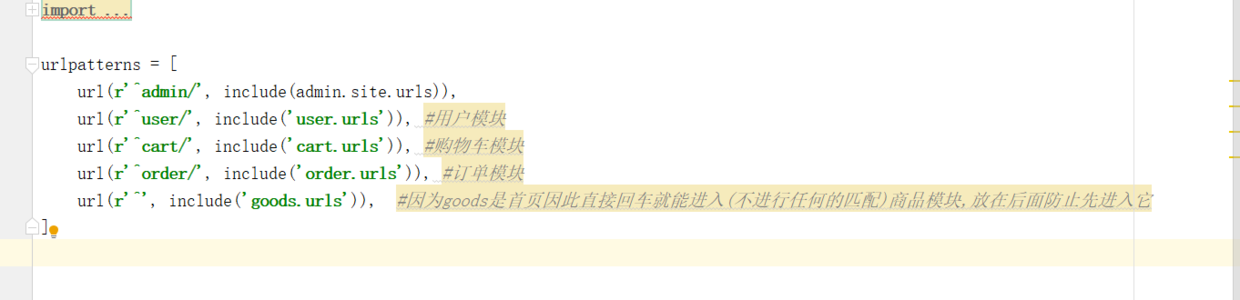 import ...
urlpatterns = [
    url(r'^admin/', include(admin.site.urls)),
    url(r'^user/', include('user.urls')), #用户模块
    url(r'^cart/', include('cart.urls')), #购物车模块
    url(r'^order/', include('order.urls')), #订单模块
    url(r'^', include('goods.urls')),  #因为goods是首页因此直接回车就能进入(不进行任何的匹配)商品模块,放在后面防止先进入它
]